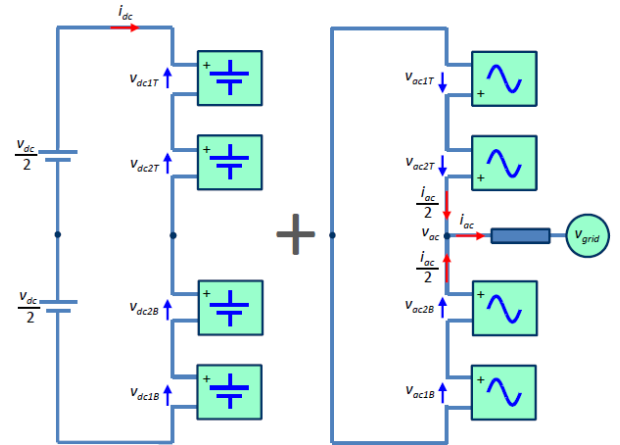 i_dc
+
v_dc1T
+
v_dc2T
v_dc
2
v_dc
2
+
v_dc2B
+
v_dc1B
+
v_ac1T
+
v_ac2T
+
i_ac
2
v_ac
i_ac
v_grid
i_ac
2
+
v_ac2B
+
v_ac1B